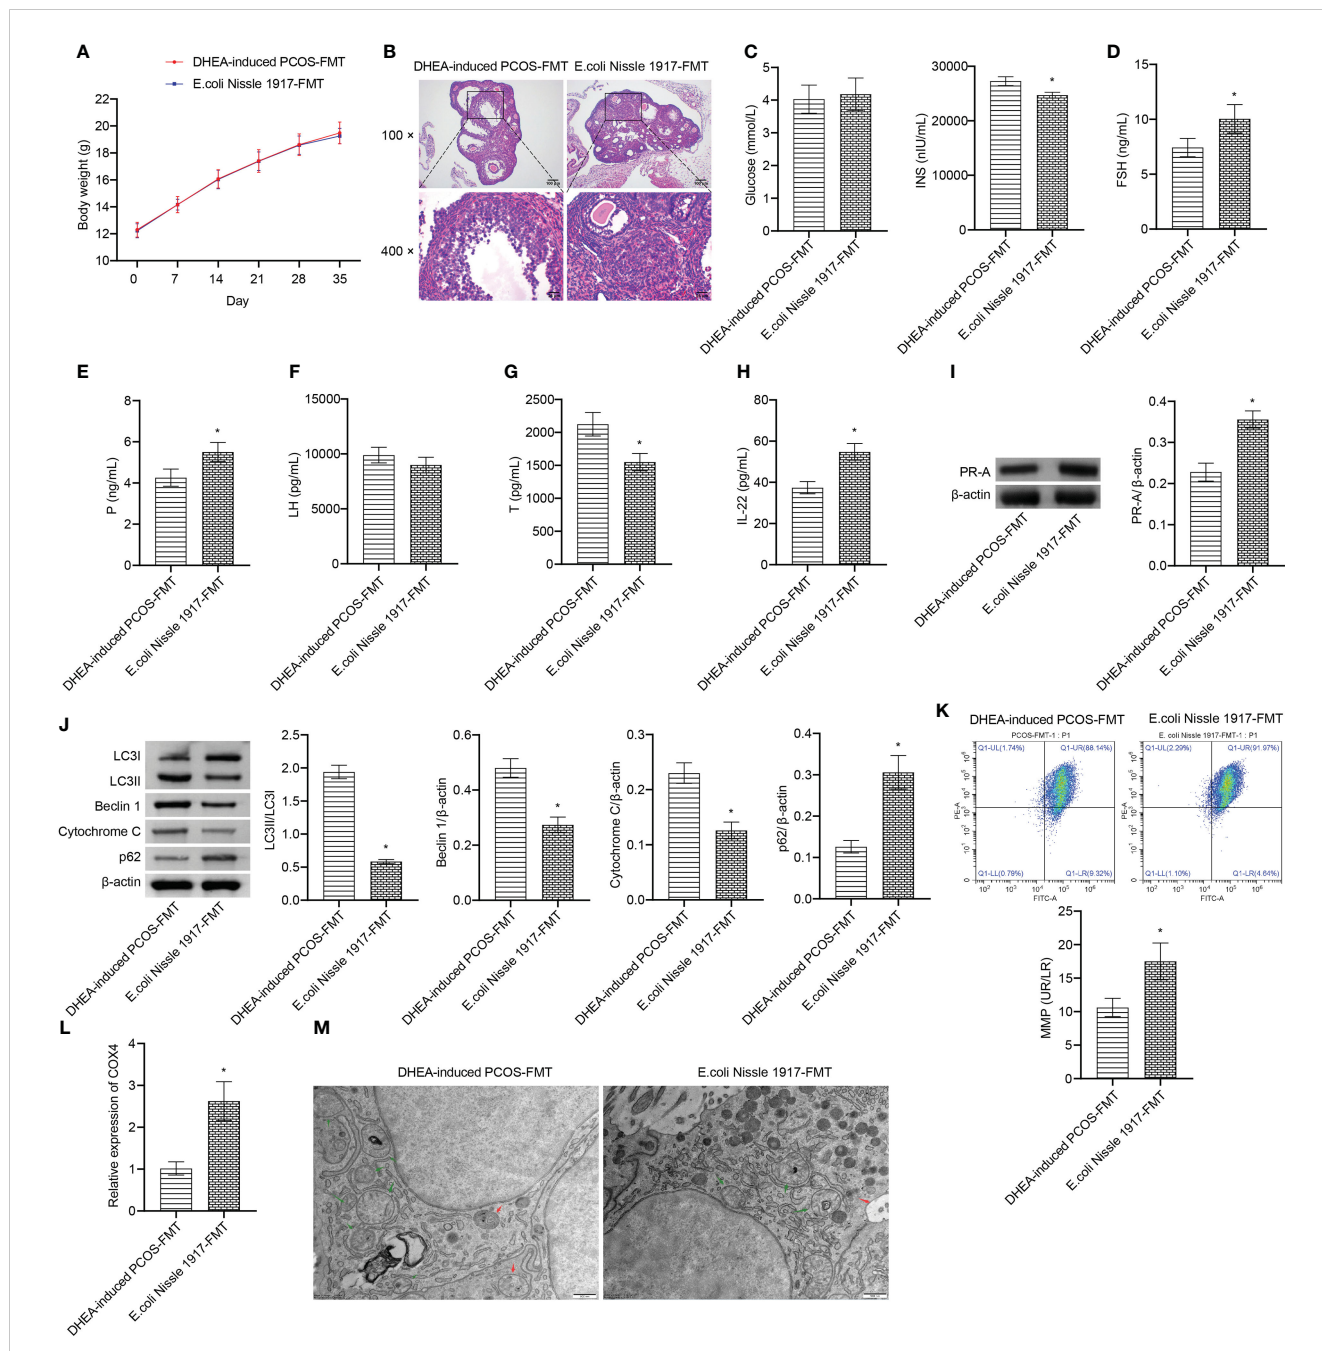 A
DHEA-induced PCOS-FMT
E.coli Nissle 1917-FMT
Body weight (g)
22
20
18
16
14
12
10
0 7 14 21 28 35
Day
B
DHEA-induced PCOS-FMT E.coli Nissle 1917-FMT
100 ×
400 ×
C
Glucose (mmol/L)
5
4
3
2
1
0
DHEA-induced PCOS-FMT
E.coli Nissle 1917-FMT
INS (nIU/mL)
30000
20000
10000
0
*
DHEA-induced PCOS-FMT
E.coli Nissle 1917-FMT
D
FSH (ng/mL)
15
10
5
0
*
DHEA-induced PCOS-FMT
E.coli Nissle 1917-FMT
E
P (ng/mL)
8
6
4
2
0
*
DHEA-induced PCOS-FMT
E.coli Nissle 1917-FMT
F
LH (pg/mL)
15000
10000
5000
0
DHEA-induced PCOS-FMT
E.coli Nissle 1917-FMT
G
T (pg/mL)
2500
2000
1500
1000
500
0
*
DHEA-induced PCOS-FMT
E.coli Nissle 1917-FMT
H
IL-22 (pg/mL)
80
60
40
20
0
*
DHEA-induced PCOS-FMT
E.coli Nissle 1917-FMT
I
PR-A
β-actin
DHEA-induced PCOS-FMT
E.coli Nissle 1917-FMT
PR-A/ β-actin
0.4
0.3
0.2
0.1
0.0
*
DHEA-induced PCOS-FMT
E.coli Nissle 1917-FMT
J
LC3I
LC3II
Beclin 1
Cytochrome C
p62
β-actin
DHEA-induced PCOS-FMT
E.coli Nissle 1917-FMT
LC3II/LC3I
2.5
2.0
1.5
1.0
0.5
0.0
*
DHEA-induced PCOS-FMT
E.coli Nissle 1917-FMT
Beclin 1/β-actin
0.6
0.4
0.2
0.0
*
DHEA-induced PCOS-FMT
E.coli Nissle 1917-FMT
Cytochrome C/β-actin
0.3
0.2
0.1
0.0
*
DHEA-induced PCOS-FMT
E.coli Nissle 1917-FMT
p62/ β-actin
0.4
0.3
0.2
0.1
0.0
*
DHEA-induced PCOS-FMT
E.coli Nissle 1917-FMT
K
DHEA-induced PCOS-FMT E.coli Nissle 1917-FMT
PCOS-FMT-1 : P1
Q1-UL(1.74%) Q1-UR(88.14%)
Q1-LL(0.79%) Q1-LR(9.32%)
PE-A
FITC-A
E. coli Nissle 1917-FMT-1 : P1
Q1-UL(2.29%) Q1-UR(91.97%)
Q1-LL(1.10%) Q1-LR(4.64%)
PE-A
FITC-A
MMP (UR/LR)
25
20
15
10
5
0
*
DHEA-induced PCOS-FMT
E.coli Nissle 1917-FMT
L
Relative expression of COX4
4
3
2
1
0
*
DHEA-induced PCOS-FMT
E.coli Nissle 1917-FMT
M
DHEA-induced PCOS-FMT E.coli Nissle 1917-FMT